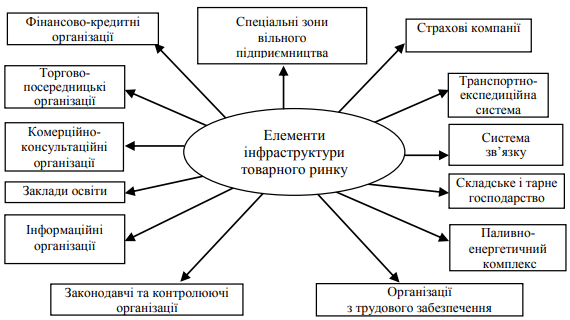 Фінансово-кредитні
організації
Спеціальні зони
вільного
підприємництва
Страхові компанії
Торгово-
посередницькі
організації
Транспортно-
експедиційна
система
Комерційно-
консультаційні
організації
Елементи
інфраструктури
товарного ринку
Система
зв’язку
Заклади освіти
Складське і тарне
господарство
Інформаційні
організації
Паливно-
енергетичний
комплекс
Законодавчі та контролюючі
організації
Організації
з трудового забезпечення